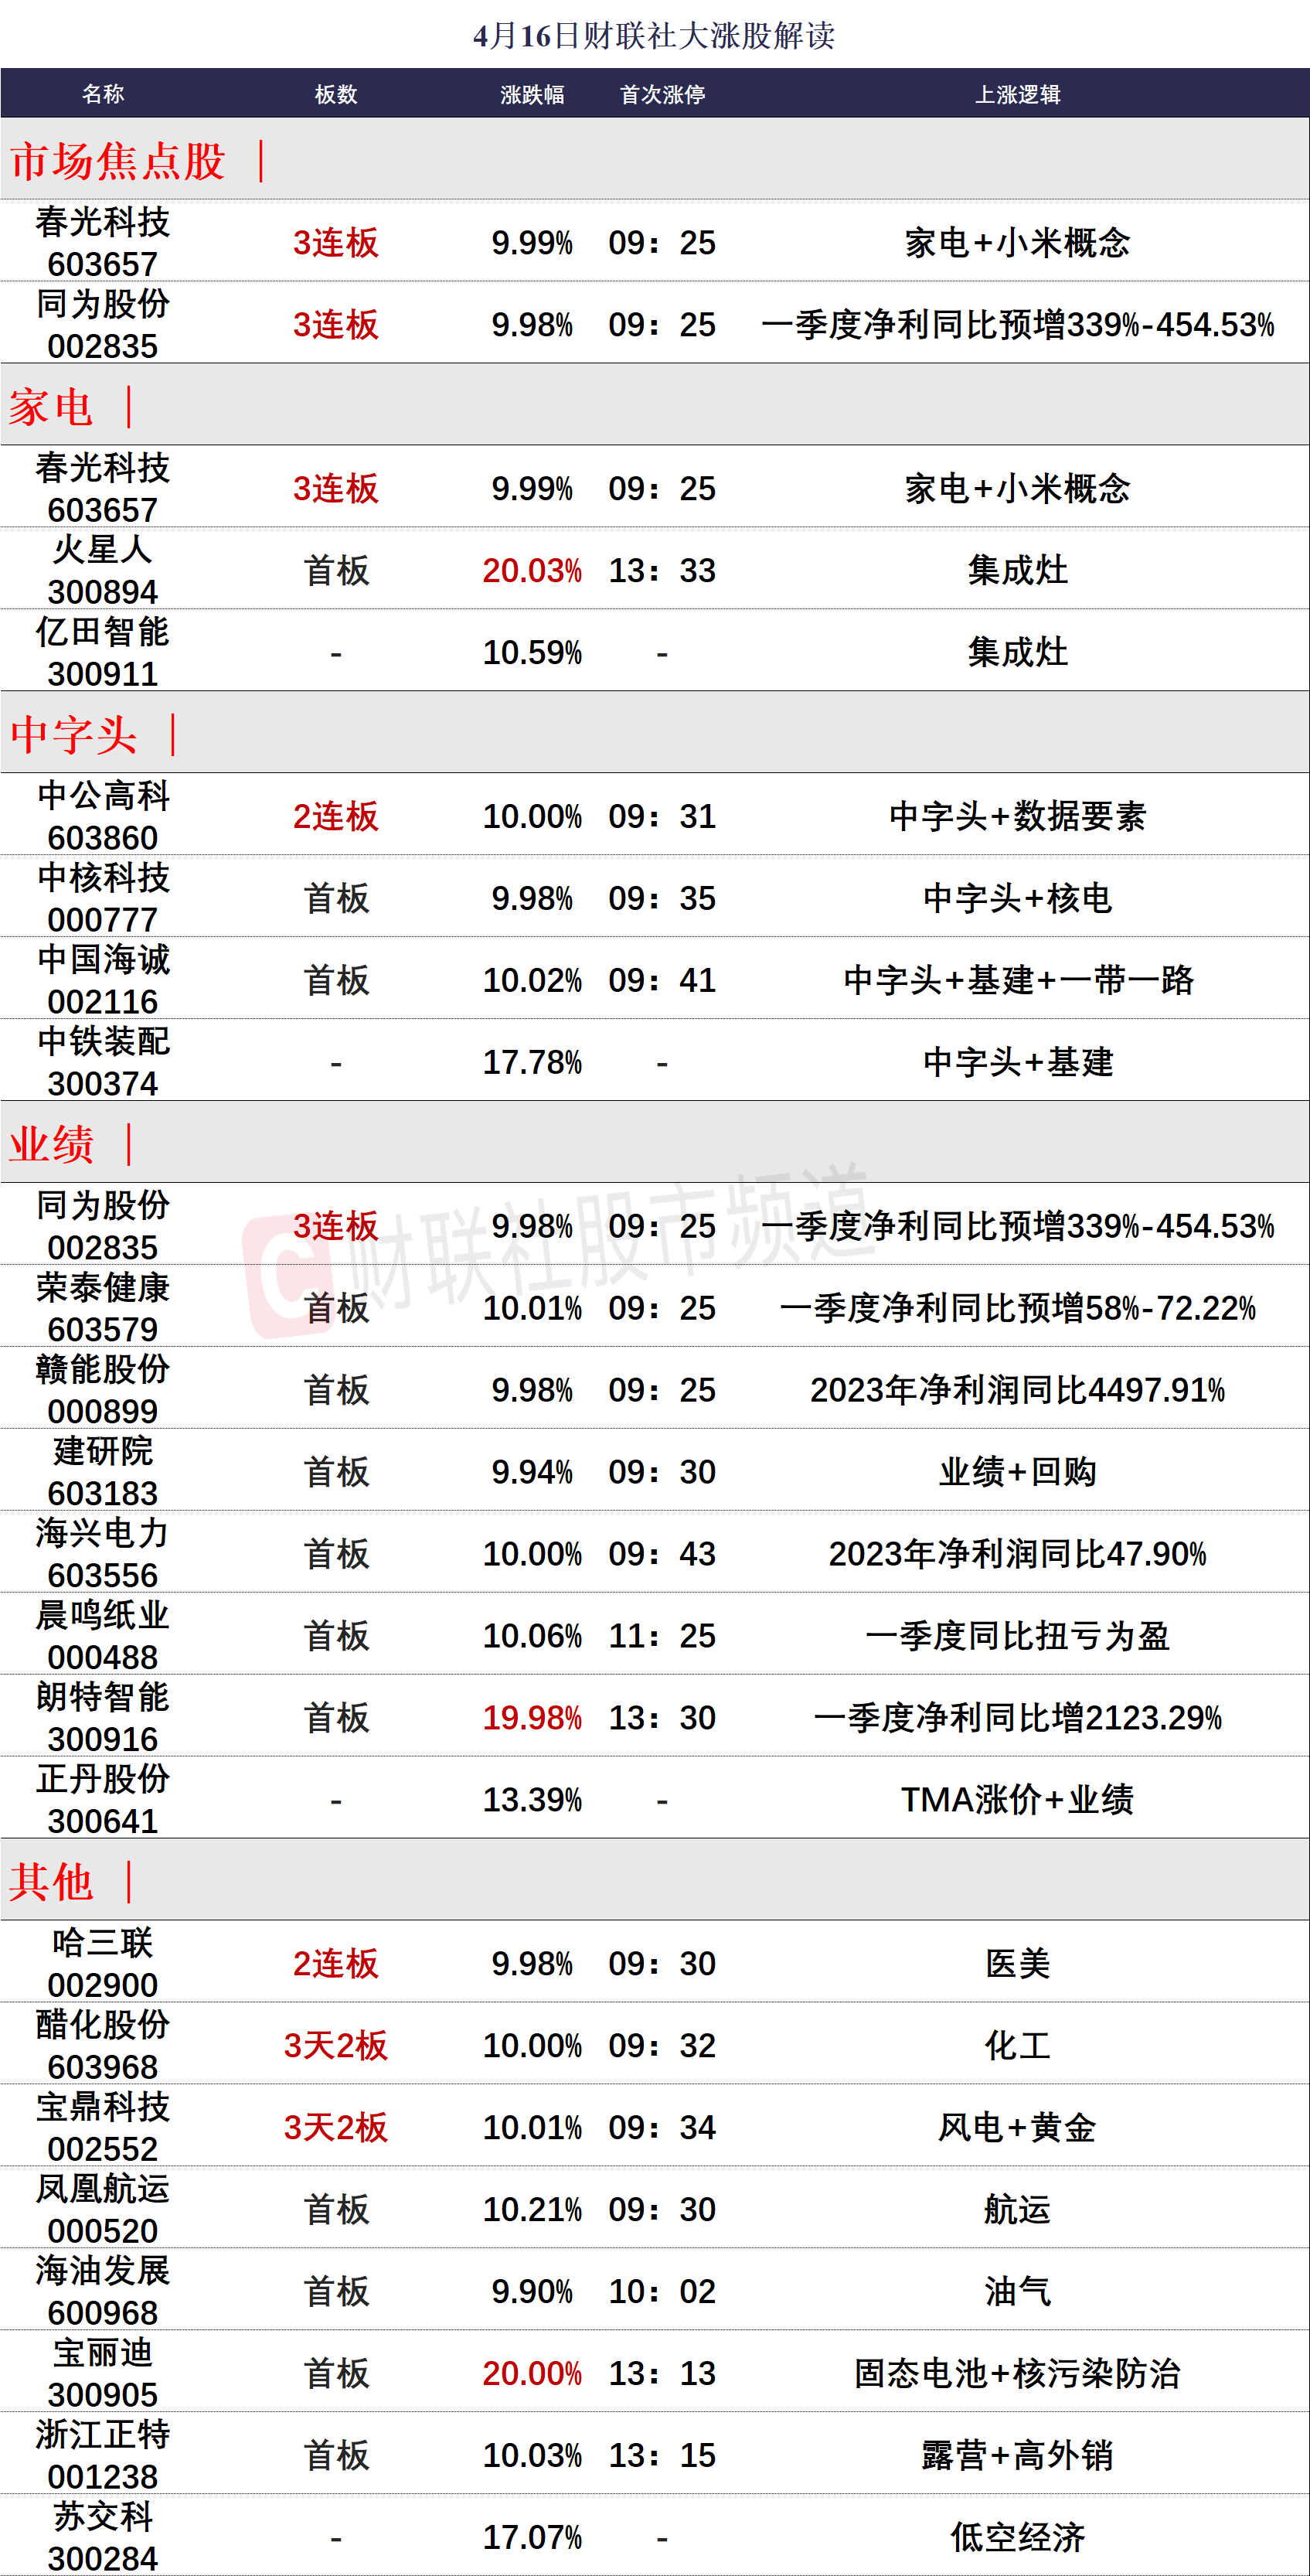 4月16日财联社大涨股解读
名称 板数 涨跌幅 首次涨停 上涨逻辑
市场焦点股 ｜
春光科技
603657 3连板 9.99% 09：25 家电+小米概念
同为股份
002835 3连板 9.98% 09：25 一季度净利同比预增339%-454.53%
家电 ｜
春光科技
603657 3连板 9.99% 09：25 家电+小米概念
火星人
300894 首板 20.03% 13：33 集成灶
亿田智能
300911 - 10.59% - 集成灶
中字头 ｜
中公高科
603860 2连板 10.00% 09：31 中字头+数据要素
中核科技
000777 首板 9.98% 09：35 中字头+核电
中国海诚
002116 首板 10.02% 09：41 中字头+基建+一带一路
中铁装配
300374 - 17.78% - 中字头+基建
业绩 ｜
财联社股市频道
同为股份
002835 3连板 9.98% 09：25 一季度净利同比预增339%-454.53%
荣泰健康
603579 首板 10.01% 09：25 一季度净利同比预增58%-72.22%
赣能股份
000899 首板 9.98% 09：25 2023年净利润同比4497.91%
建研院
603183 首板 9.94% 09：30 业绩+回购
海兴电力
603556 首板 10.00% 09：43 2023年净利润同比47.90%
晨鸣纸业
000488 首板 10.06% 11：25 一季度同比扭亏为盈
朗特智能
300916 首板 19.98% 13：30 一季度净利同比增2123.29%
正丹股份
300641 - 13.39% - TMA涨价+业绩
其他 ｜
哈三联
002900 2连板 9.98% 09：30 医美
醋化股份
603968 3天2板 10.00% 09：32 化工
宝鼎科技
002552 3天2板 10.01% 09：34 风电+黄金
凤凰航运
000520 首板 10.21% 09：30 航运
海油发展
600968 首板 9.90% 10：02 油气
宝丽迪
300905 首板 20.00% 13：13 固态电池+核污染防治
浙江正特
001238 首板 10.03% 13：15 露营+高外销
苏交科
300284 - 17.07% - 低空经济